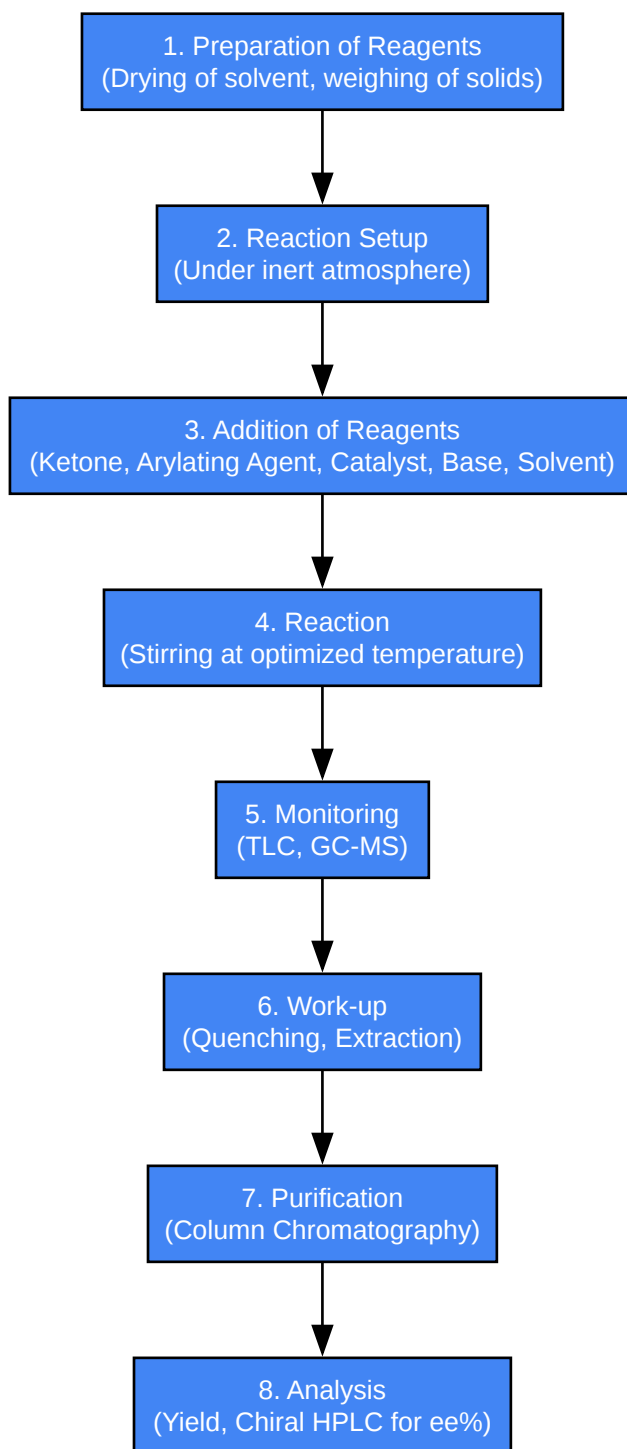 1. Preparation of Reagents
(Drying of solvent, weighing of solids)
2. Reaction Setup
(Under inert atmosphere)
3. Addition of Reagents
(Ketone, Arylating Agent, Catalyst, Base, Solvent)
4. Reaction
(Stirring at optimized temperature)
5. Monitoring
(TLC, GC-MS)
6. Work-up
(Quenching, Extraction)
7. Purification
(Column Chromatography)
8. Analysis
(Yield, Chiral HPLC for ee%)